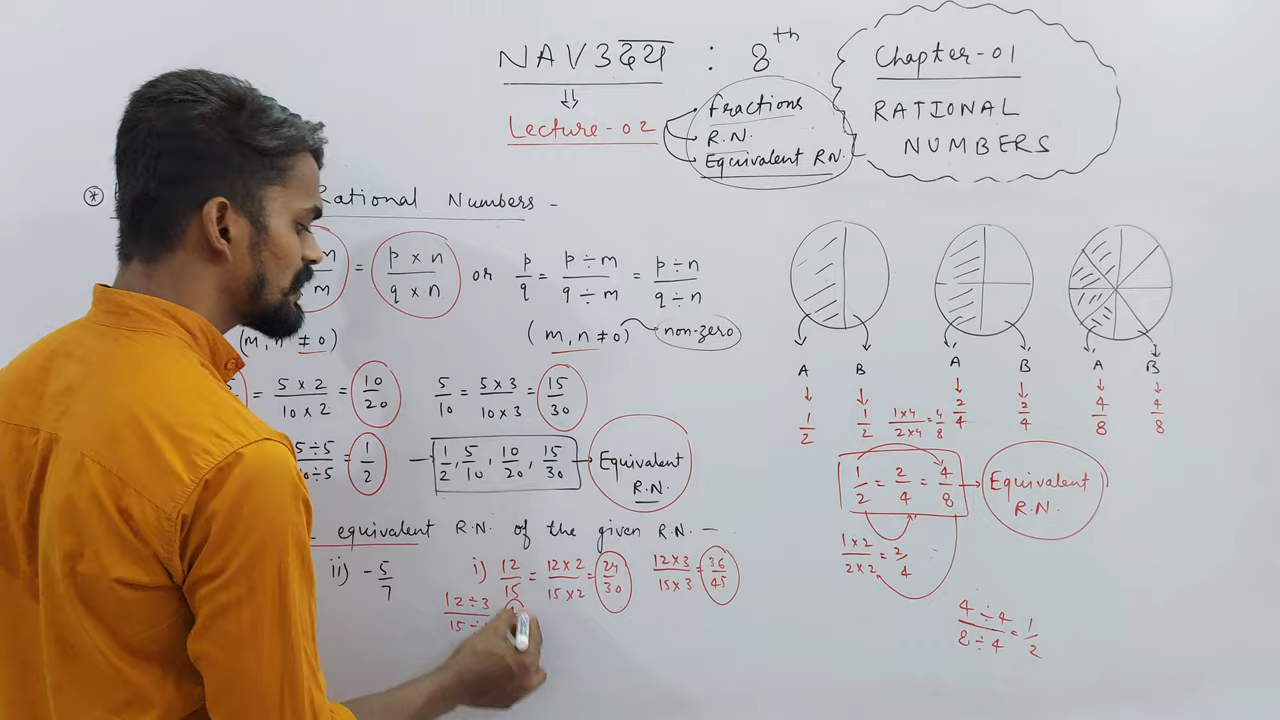 NAV3दय : 8th
Lecture-02
Fractions
R.N.
Equivalent R.N.
Chapter-01
RATIONAL
NUMBERS
Rational Numbers -
= p × n / q × n or p/q = p ÷ m / q ÷ m = p ÷ n / q ÷ n
(m, n ≠ 0) (m, n ≠ 0) non-zero
= 5 × 2 / 10 × 2 = 10/20 5/10 = 5 × 3 / 10 × 3 = 15/30
5÷5 / 10÷5 = 1/2 — 1/2, 5/10, 10/20, 15/30 → Equivalent R.N.
equivalent R.N. of the given R.N. —
ii) -5/7 i) 12/15 = 12×2 / 15×2 = 24/30 12×3 / 15×3 = 36/45
12÷3 / 15÷
A B A B A B
1/2 1/2 2/4 2/4 4/8 4/8
1×4 / 2×4 = 4/8
1/2 = 2/4 = 4/8 → Equivalent R.N.
1×2 / 2×2 = 2/4
4÷4 / 8÷4 = 1/2